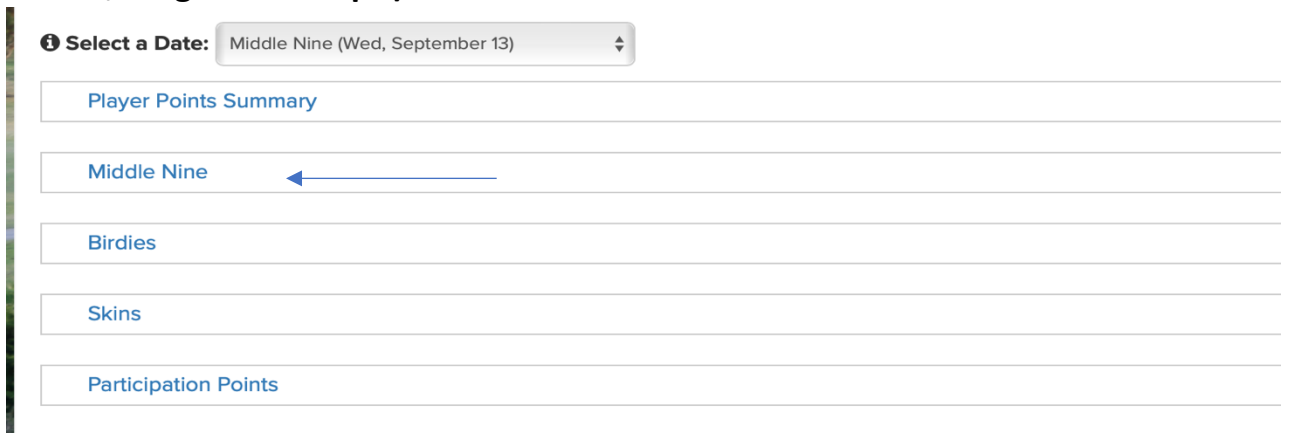 Select a Date: Middle Nine (Wed, September 13)
Player Points Summary
Middle Nine
Birdies
Skins
Participation Points